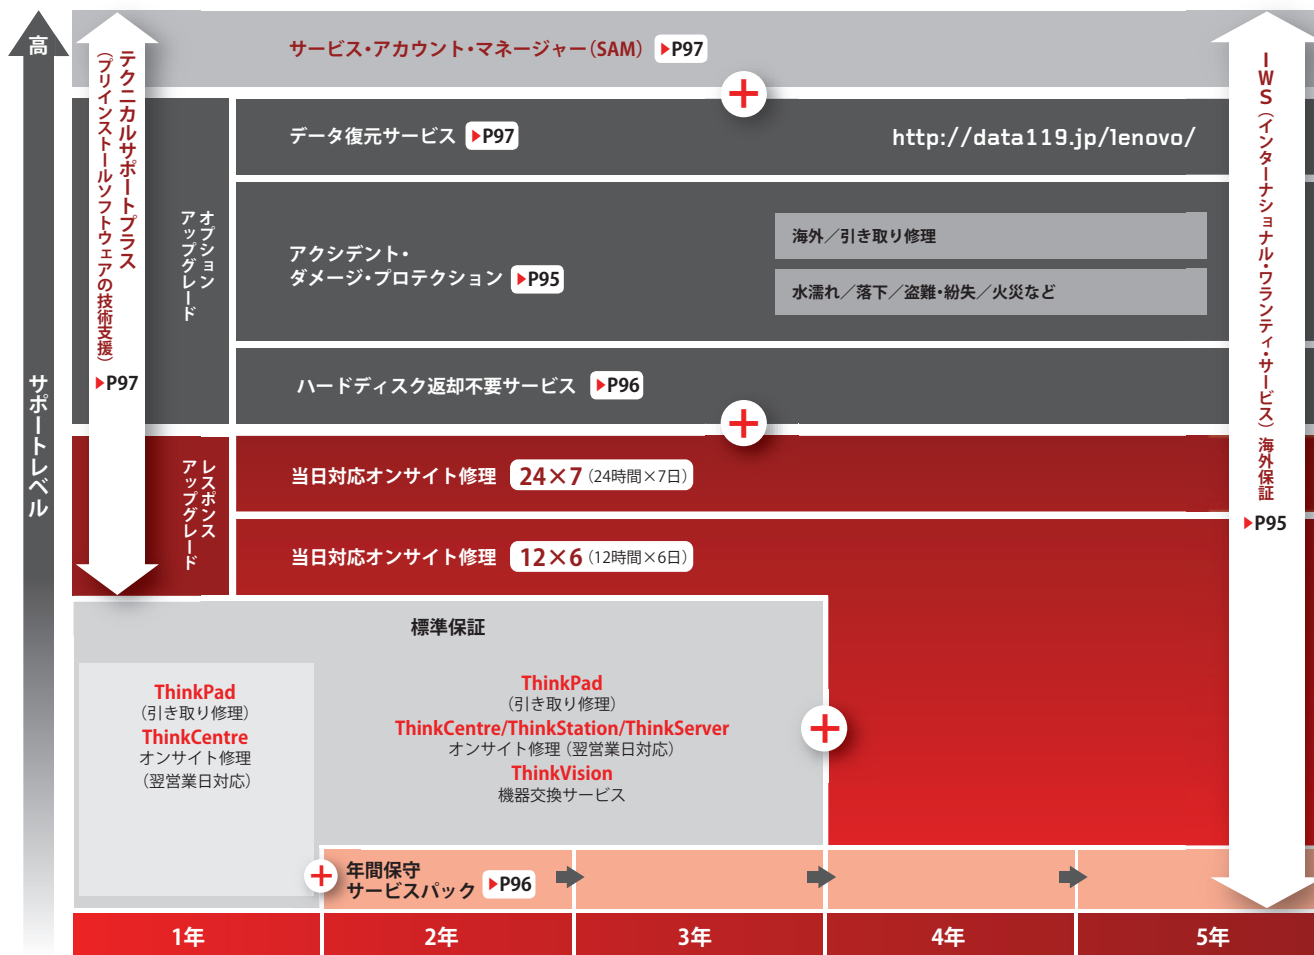 高
サポートレベル
テクニカルサポートプラス
（プリインストールソフトウェアの技術支援）
▶P97
サービス・アカウント・マネージャー（SAM） ▶P97
IWS（インターナショナル・ワランティ・サービス）海外保証
▶P95
オプション
アップグレード
データ復元サービス ▶P97
http://data119.jp/lenovo/
アクシデント・
ダメージ・プロテクション ▶P95
海外／引き取り修理
水濡れ／落下／盗難・紛失／火災など
ハードディスク返却不要サービス ▶P96
レスポンス
アップグレード
当日対応オンサイト修理 24×7（24時間×7日）
当日対応オンサイト修理 12×6（12時間×6日）
標準保証
ThinkPad
（引き取り修理）
ThinkCentre
オンサイト修理
（翌営業日対応）
ThinkPad
（引き取り修理）
ThinkCentre/ThinkStation/ThinkServer
オンサイト修理（翌営業日対応）
ThinkVision
機器交換サービス
年間保守
サービスパック ▶P96
1年 2年 3年 4年 5年